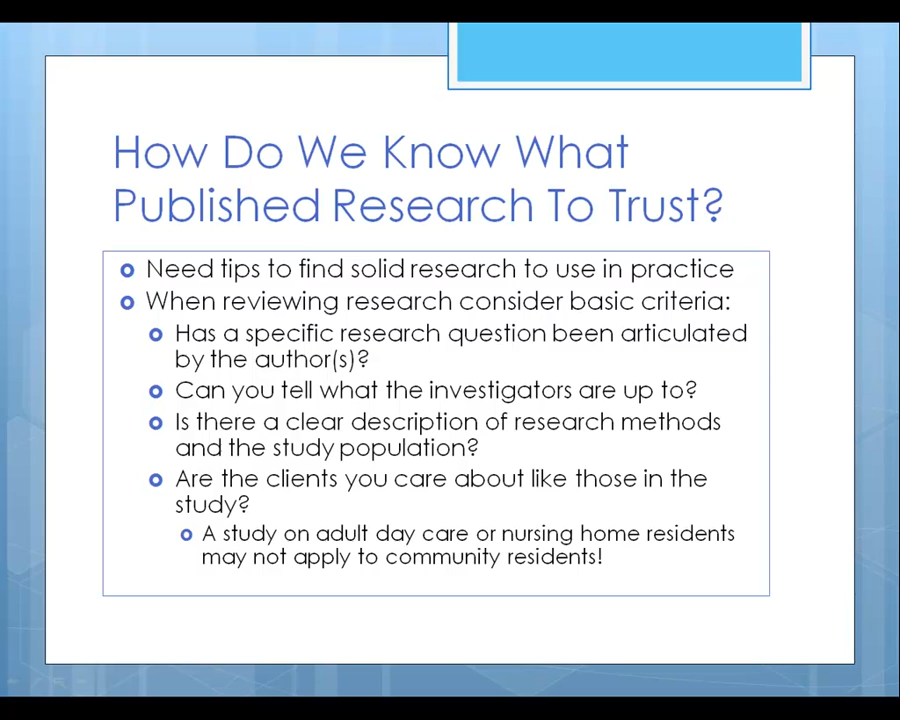 How Do We Know What
Published Research To Trust?
Need tips to find solid research to use in practice
When reviewing research consider basic criteria:
Has a specific research question been articulated
by the author(s)?
Can you tell what the investigators are up to?
Is there a clear description of research methods
and the study population?
Are the clients you care about like those in the
study?
A study on adult day care or nursing home residents
may not apply to community residents!